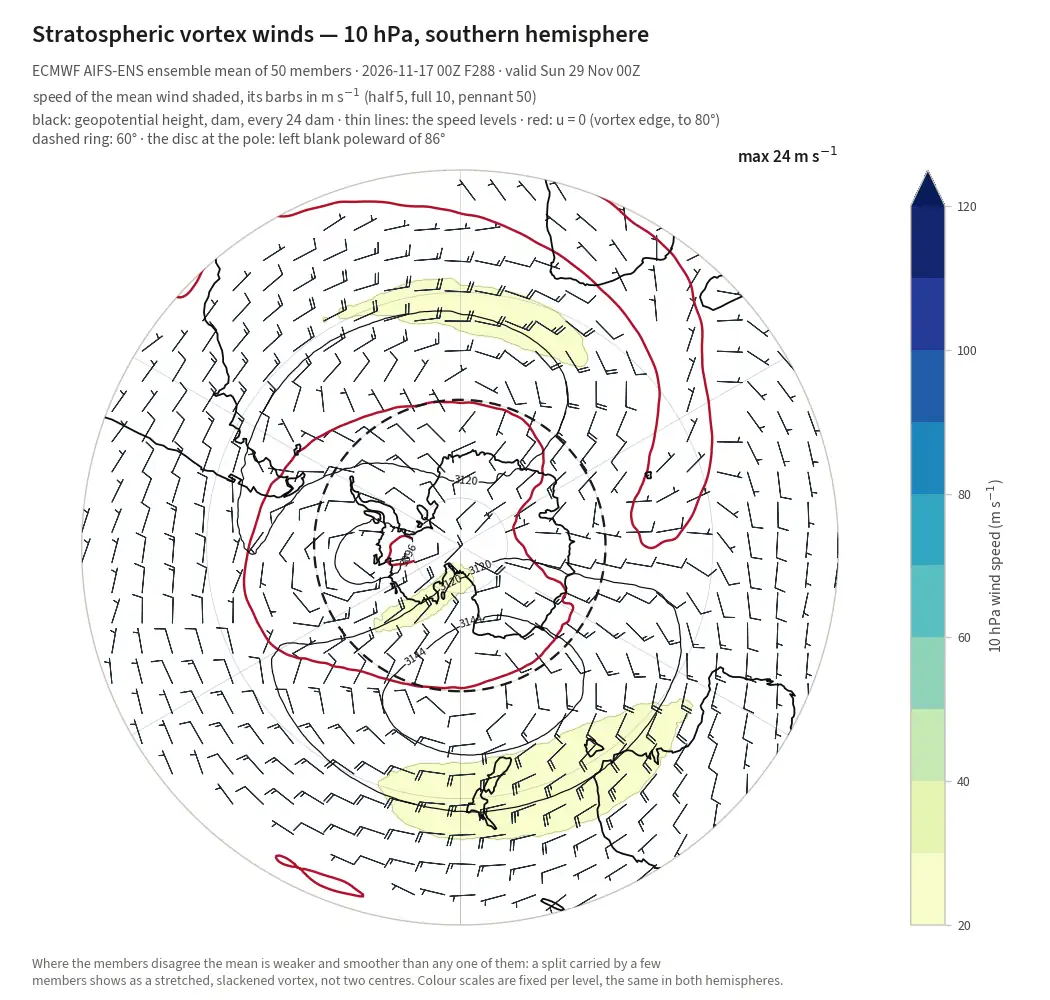 Stratospheric vortex winds — 10 hPa, southern hemisphere
ECMWF AIFS-ENS ensemble mean of 50 members · 2026-11-17 00Z F288 · valid Sun 29 Nov 00Z
speed of the mean wind shaded, its barbs in m s⁻¹ (half 5, full 10, pennant 50)
black: geopotential height, dam, every 24 dam · thin lines: the speed levels · red: u = 0 (vortex edge, to 80°)
dashed ring: 60° · the disc at the pole: left blank poleward of 86°
max 24 m s⁻¹
120
100
80
60
40
20
10 hPa wind speed (m s⁻¹)
3120
3120
3144
3144
Where the members disagree the mean is weaker and smoother than any one of them: a split carried by a few
members shows as a stretched, slackened vortex, not two centres. Colour scales are fixed per level, the same in both hemispheres.